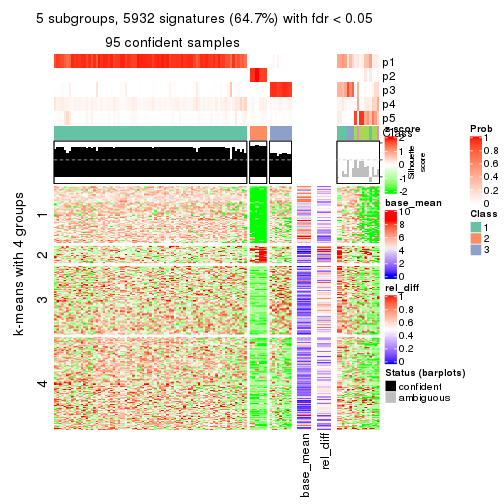 5 subgroups, 5932 signatures (64.7%) with fdr < 0.05
95 confident samples
p1
p2
p3
p4
p5
Class
z-score
2
1
0
-1
-2
Silhouette score
base_mean
10
8
6
4
2
0
rel_diff
1
0.8
0.6
0.4
0.2
0
Status (barplots)
confident
ambiguous
Prob
1
0.8
0.6
0.4
0.2
0
Class
1
2
3
k-means with 4 groups
1
2
3
4
base_mean
rel_diff